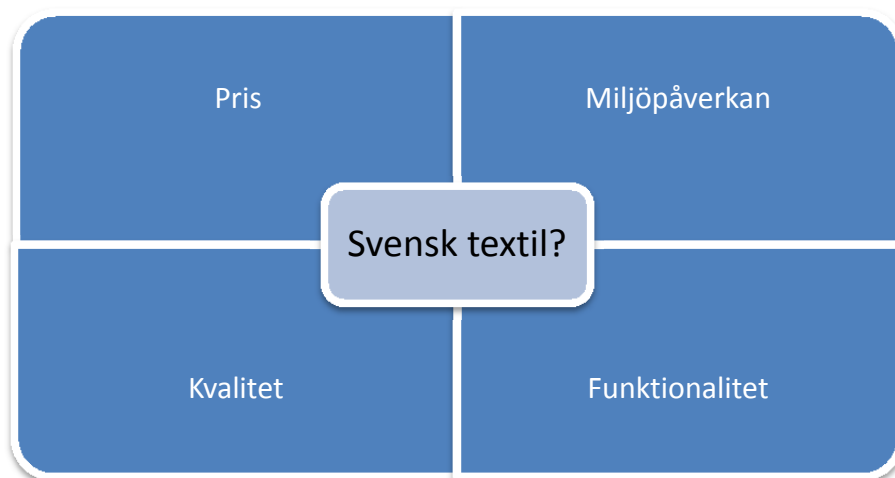 Pris
Miljöpåverkan
Svensk textil?
Kvalitet
Funktionalitet